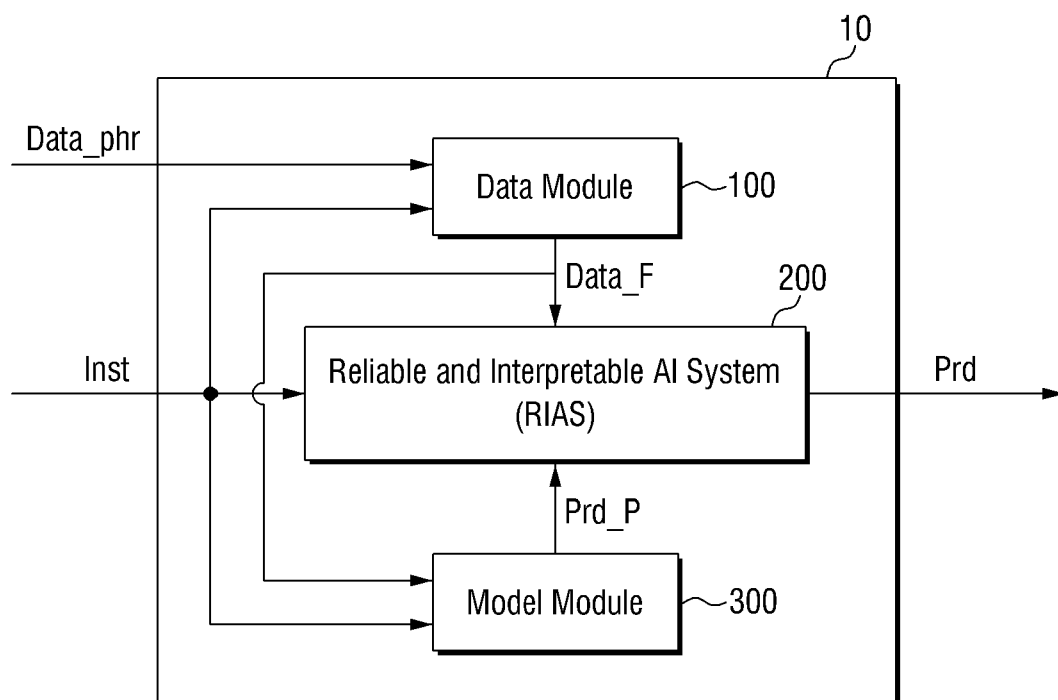 10
Data_phr
Data Module
100
Data_F
200
Inst
Reliable and Interpretable AI System
(RIAS)
Prd
Prd_P
Model Module
300